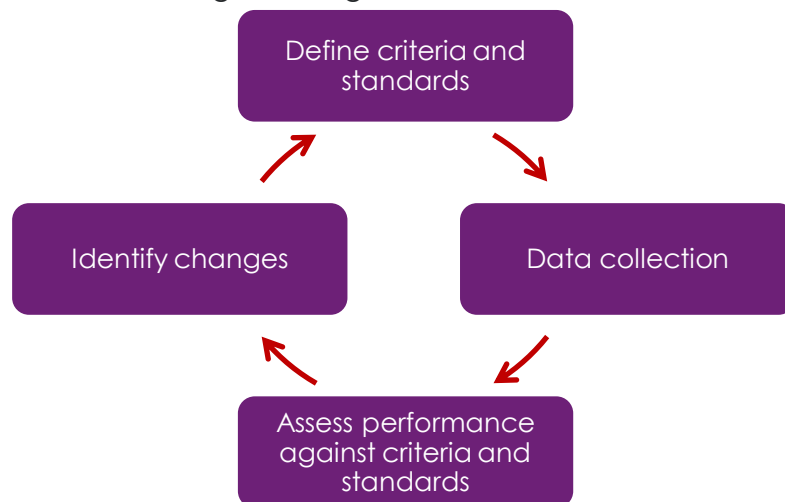 Define criteria and
standards
Data collection
Assess performance
against criteria and
standards
Identify changes